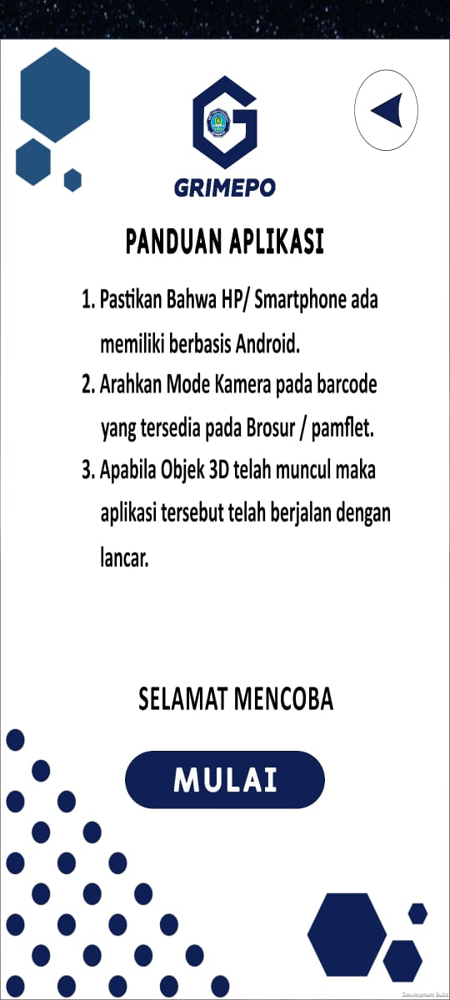 GRIMEPO
PANDUAN APLIKASI
1. Pastikan Bahwa HP/ Smartphone ada
memiliki berbasis Android.
2. Arahkan Mode Kamera pada barcode
yang tersedia pada Brosur / pamflet.
3. Apabila Objek 3D telah muncul maka
aplikasi tersebut telah berjalan dengan
lancar.
SELAMAT MENCOBA
MULAI
Development Build